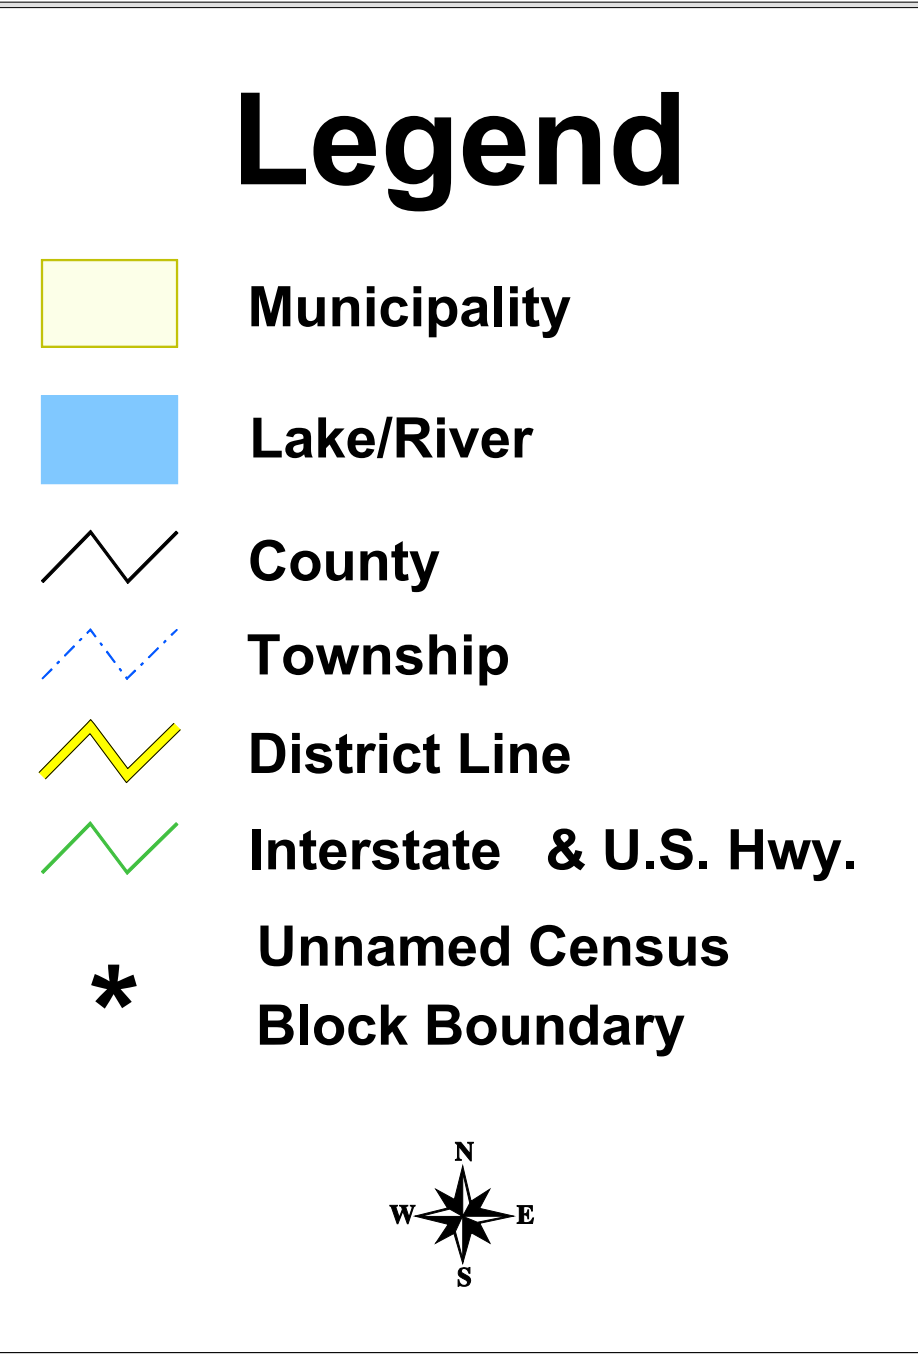 Legend
Municipality
Lake/River
County
Township
District Line
Interstate & U.S. Hwy.
* Unnamed Census
Block Boundary
N
W E
S